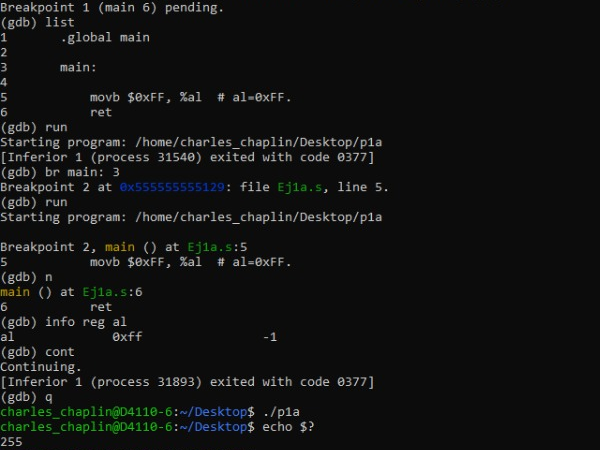 Breakpoint 1 (main 6) pending.
(gdb) list
1       .global main
2
3       main:
4
5           movb $0xFF, %al  # al=0xFF.
6           ret
(gdb) run
Starting program: /home/charles_chaplin/Desktop/p1a
[Inferior 1 (process 31540) exited with code 0377]
(gdb) br main: 3
Breakpoint 2 at 0x555555555129: file Ej1a.s, line 5.
(gdb) run
Starting program: /home/charles_chaplin/Desktop/p1a
Breakpoint 2, main () at Ej1a.s:5
5           movb $0xFF, %al  # al=0xFF.
(gdb) n
main () at Ej1a.s:6
6           ret
(gdb) info reg al
al             0xff                -1
(gdb) cont
Continuing.
[Inferior 1 (process 31893) exited with code 0377]
(gdb) q
charles_chaplin@D4110-6:~/Desktop$ ./p1a
charles_chaplin@D4110-6:~/Desktop$ echo $?
255